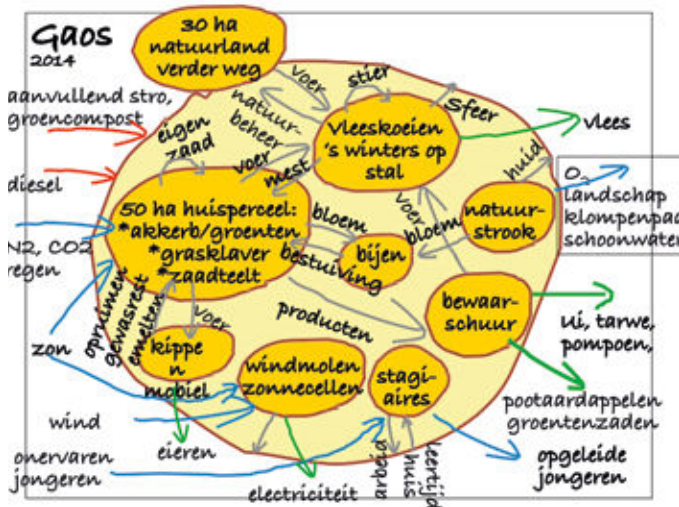 Gaos
2014
30 ha
natuurland
verder weg
aanvullend stro,
groencompost
diesel
N2, CO2
regen
zon
wind
onervaren
jongeren
eigen
zaad
voer
natuur-
beheer
voer
mest
stier
sfeer
vleeskoeien
's winters op
stal
vlees
huid
O2
landschap
klompenpad
schoonwater
50 ha huisperceel:
*akkerb/groenten
*grasklaver
*zaadteelt
bloem
bestuiving
bijen
bloem
voer
natuur-
strook
bewaar-
schuur
producten
opruimen
gewasrest
emelten
voer
kippe
n
mobiel
windmolen
zonnecellen
stagi-
aires
ui, tarwe,
pompoen,
pootaardappelen
groentenzaden
eieren
electriciteit
arbeid
huis
leertijd
opgeleide
jongeren